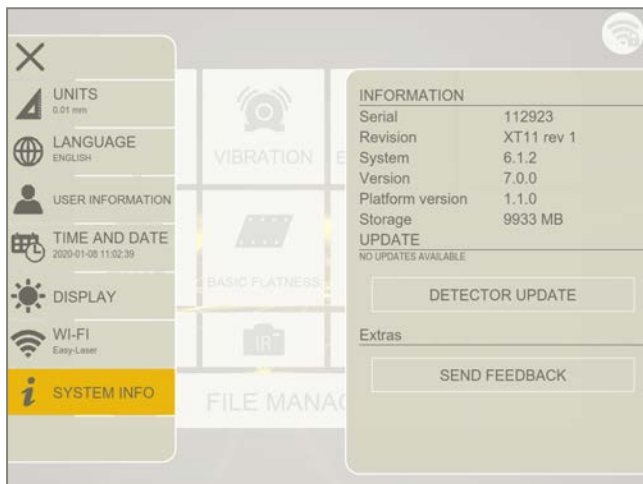 UNITS
0.01 mm
LANGUAGE
ENGLISH
USER INFORMATION
TIME AND DATE
2020-01-08 11:02:39
DISPLAY
WI-FI
Easy-Laser
SYSTEM INFO
VIBRATION
E
BASIC FLATNESS
IR
FILE MANAG
INFORMATION
Serial 112923
Revision XT11 rev 1
System 6.1.2
Version 7.0.0
Platform version 1.1.0
Storage 9933 MB
UPDATE
NO UPDATES AVAILABLE
DETECTOR UPDATE
Extras
SEND FEEDBACK